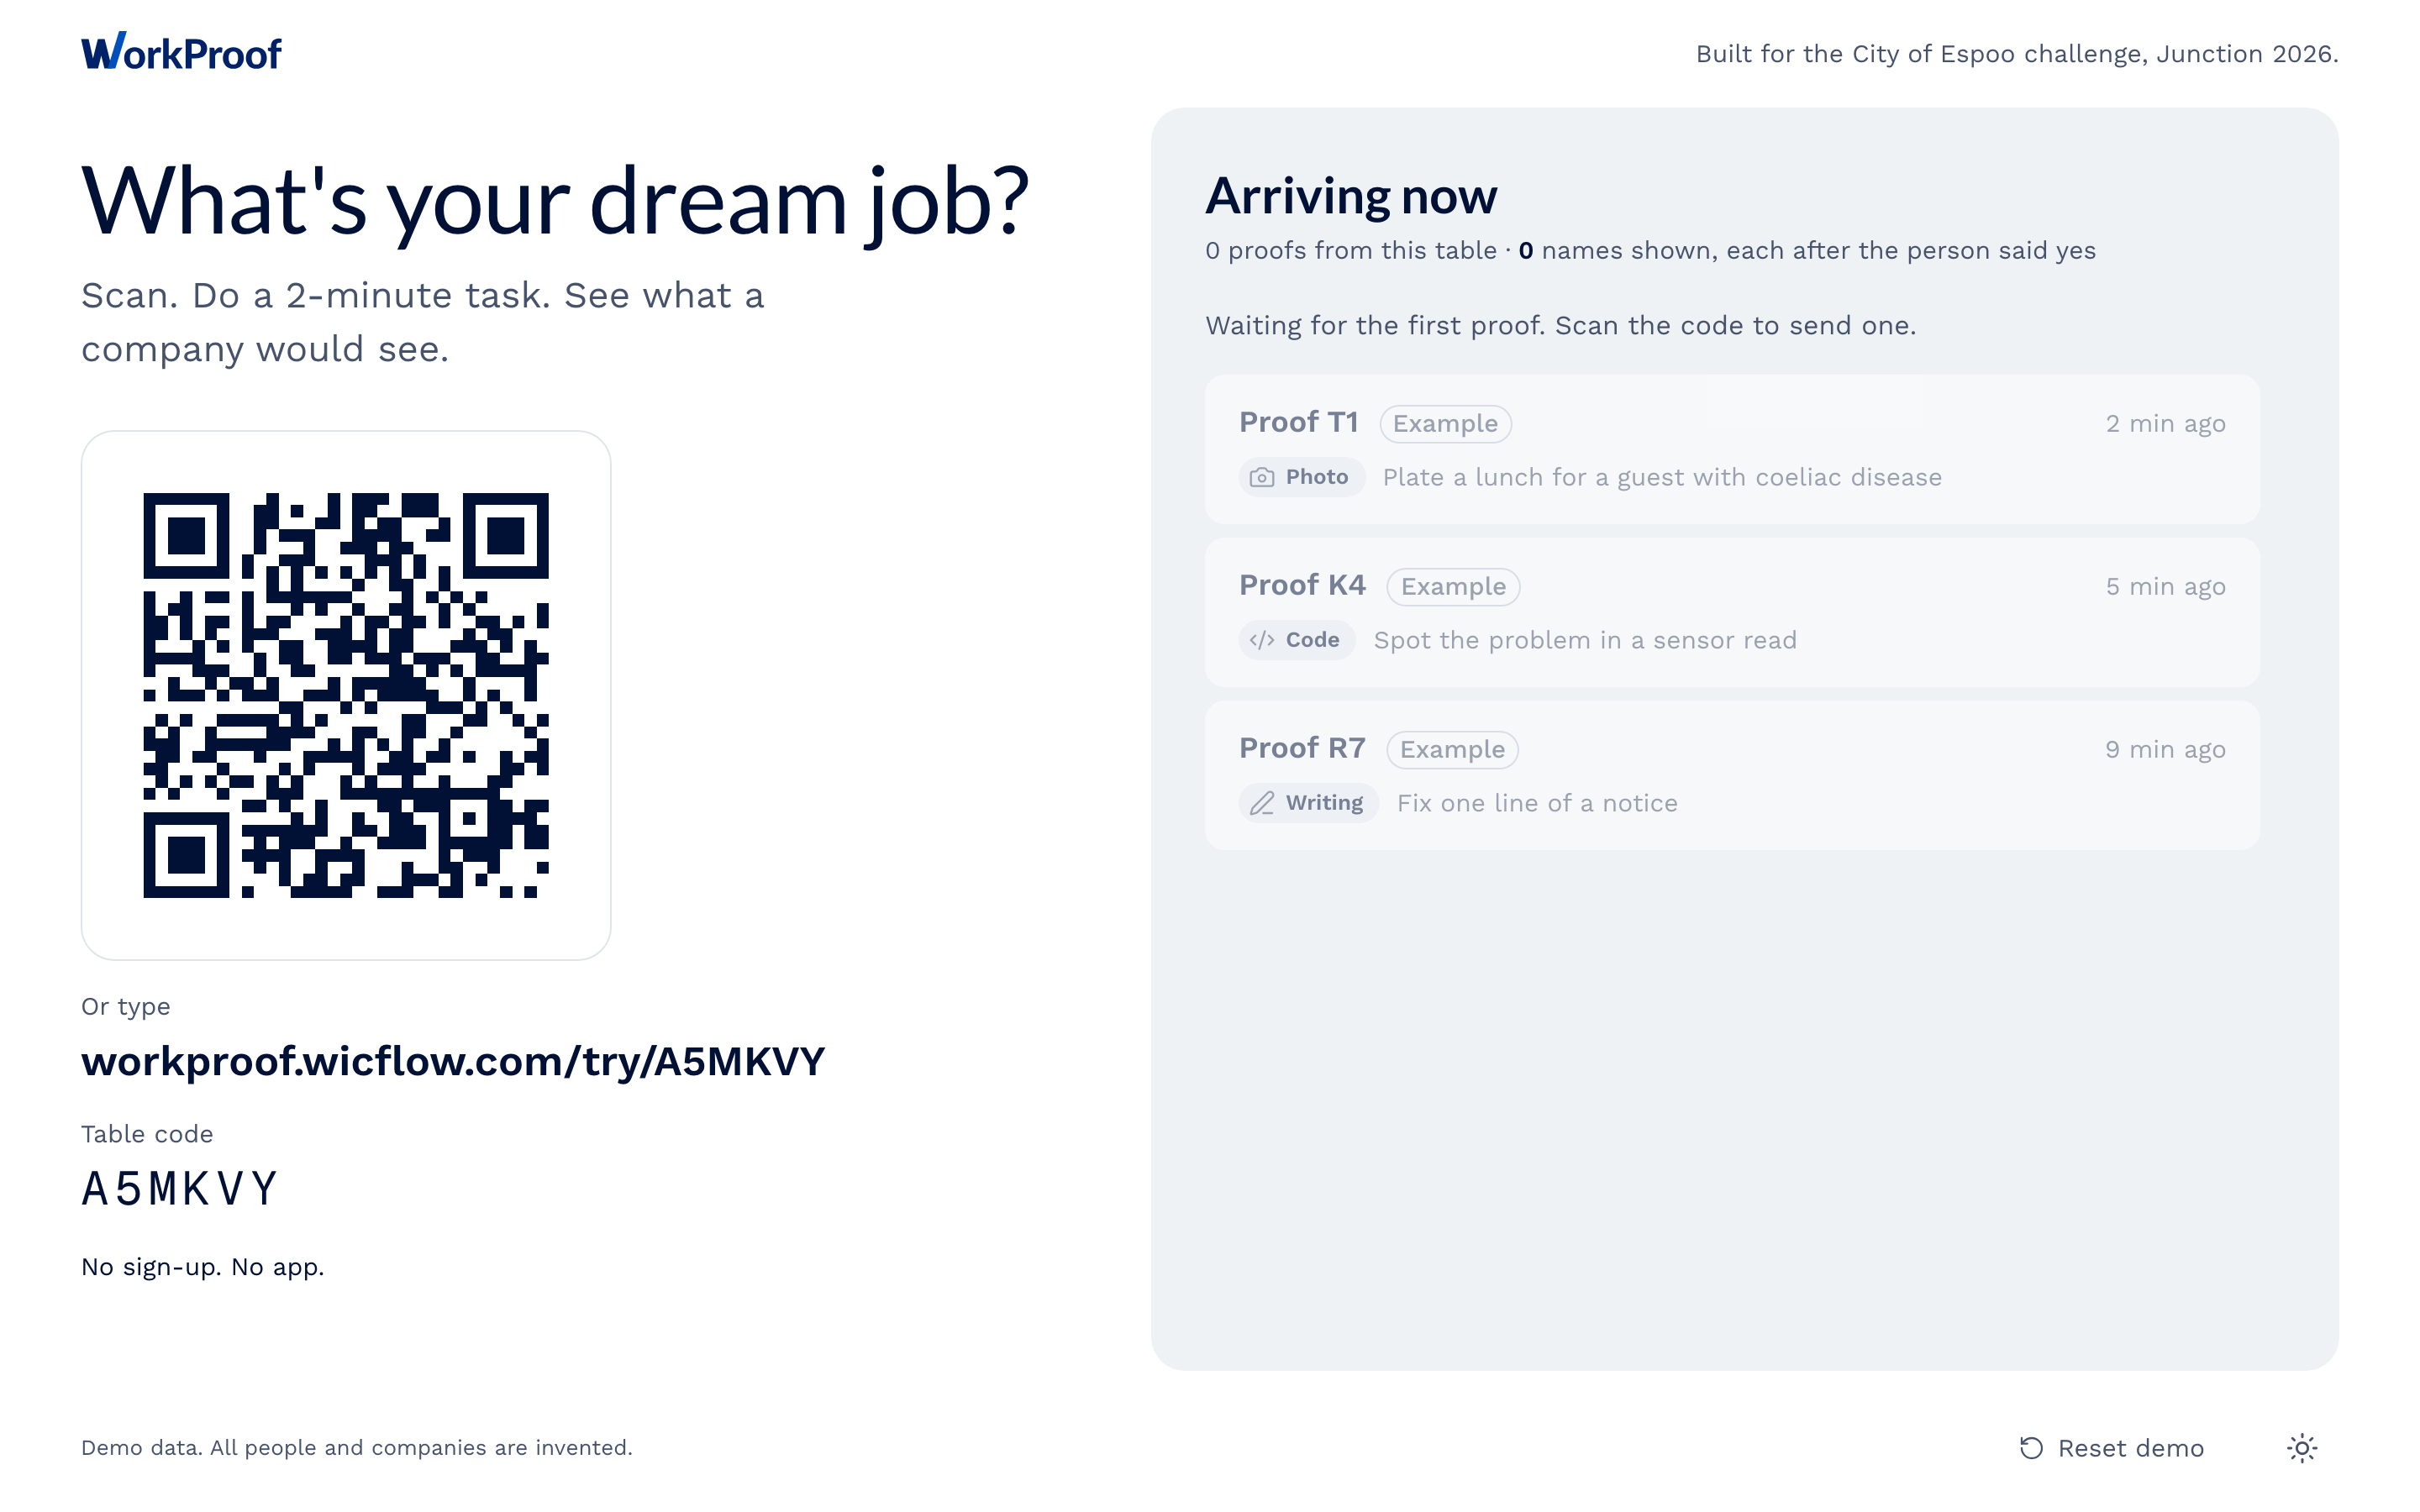 WorkProof
Built for the City of Espoo challenge, Junction 2026.
What's your dream job?
Scan. Do a 2-minute task. See what a
company would see.
Or type
workproof.wicflow.com/try/A5MKVY
Table code
A5MKVY
No sign-up. No app.
Arriving now
0 proofs from this table · 0 names shown, each after the person said yes
Waiting for the first proof. Scan the code to send one.
Proof T1 Example 2 min ago
Photo Plate a lunch for a guest with coeliac disease
Proof K4 Example 5 min ago
Code Spot the problem in a sensor read
Proof R7 Example 9 min ago
Writing Fix one line of a notice
Demo data. All people and companies are invented.
Reset demo